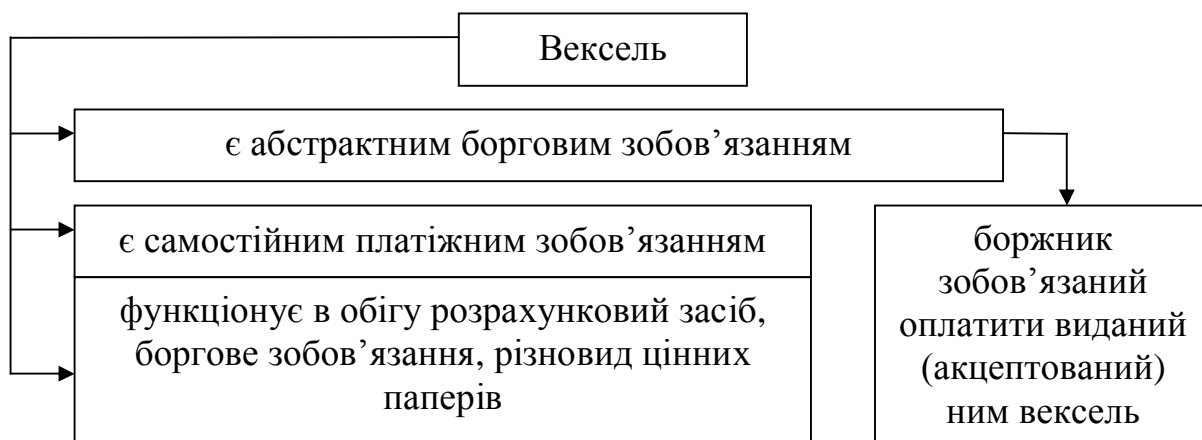 Вексель
є абстрактним борговим зобов’язанням
є самостійним платіжним зобов’язанням
функціонує в обігу розрахунковий засіб,
боргове зобов’язання, різновид цінних
паперів
боржник
зобов’язаний
оплатити виданий
(акцептований)
ним вексель